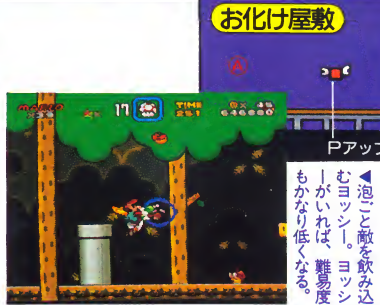 お化け屋敷
Pアップ
MARIO
17
TIME
◀泡ごと敵を飲み込
むヨッシー。ヨッシ
ーがいれば、難易度
もかなり低くなる。